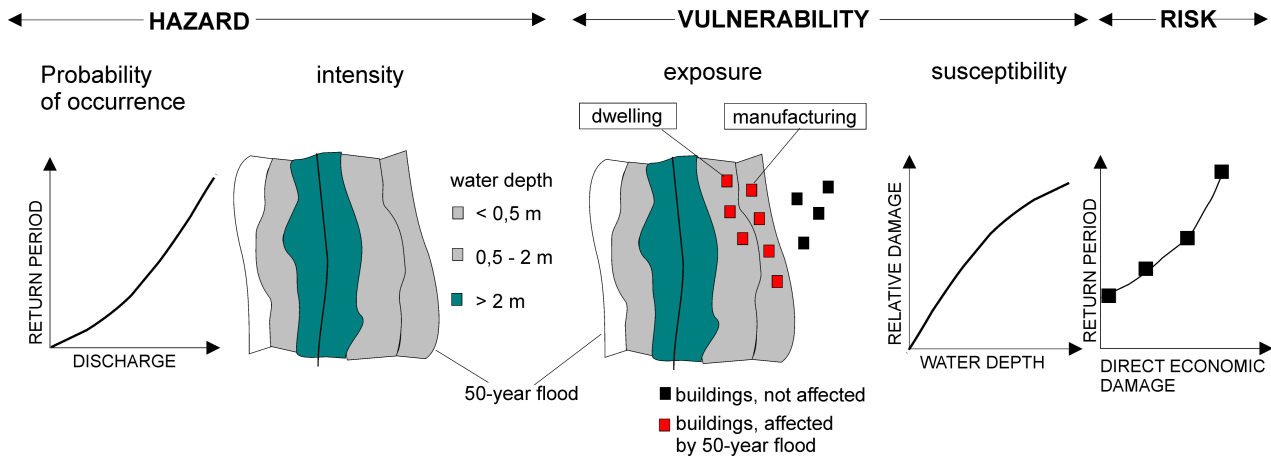 HAZARD
VULNERABILITY
RISK
Probability
of occurrence
intensity
exposure
susceptibility
dwelling
manufacturing
RETURN PERIOD
DISCHARGE
water depth
< 0,5 m
0,5 - 2 m
> 2 m
50-year flood
buildings, not affected
buildings, affected
by 50-year flood
RELATIVE DAMAGE
WATER DEPTH
RETURN PERIOD
DIRECT ECONOMIC
DAMAGE